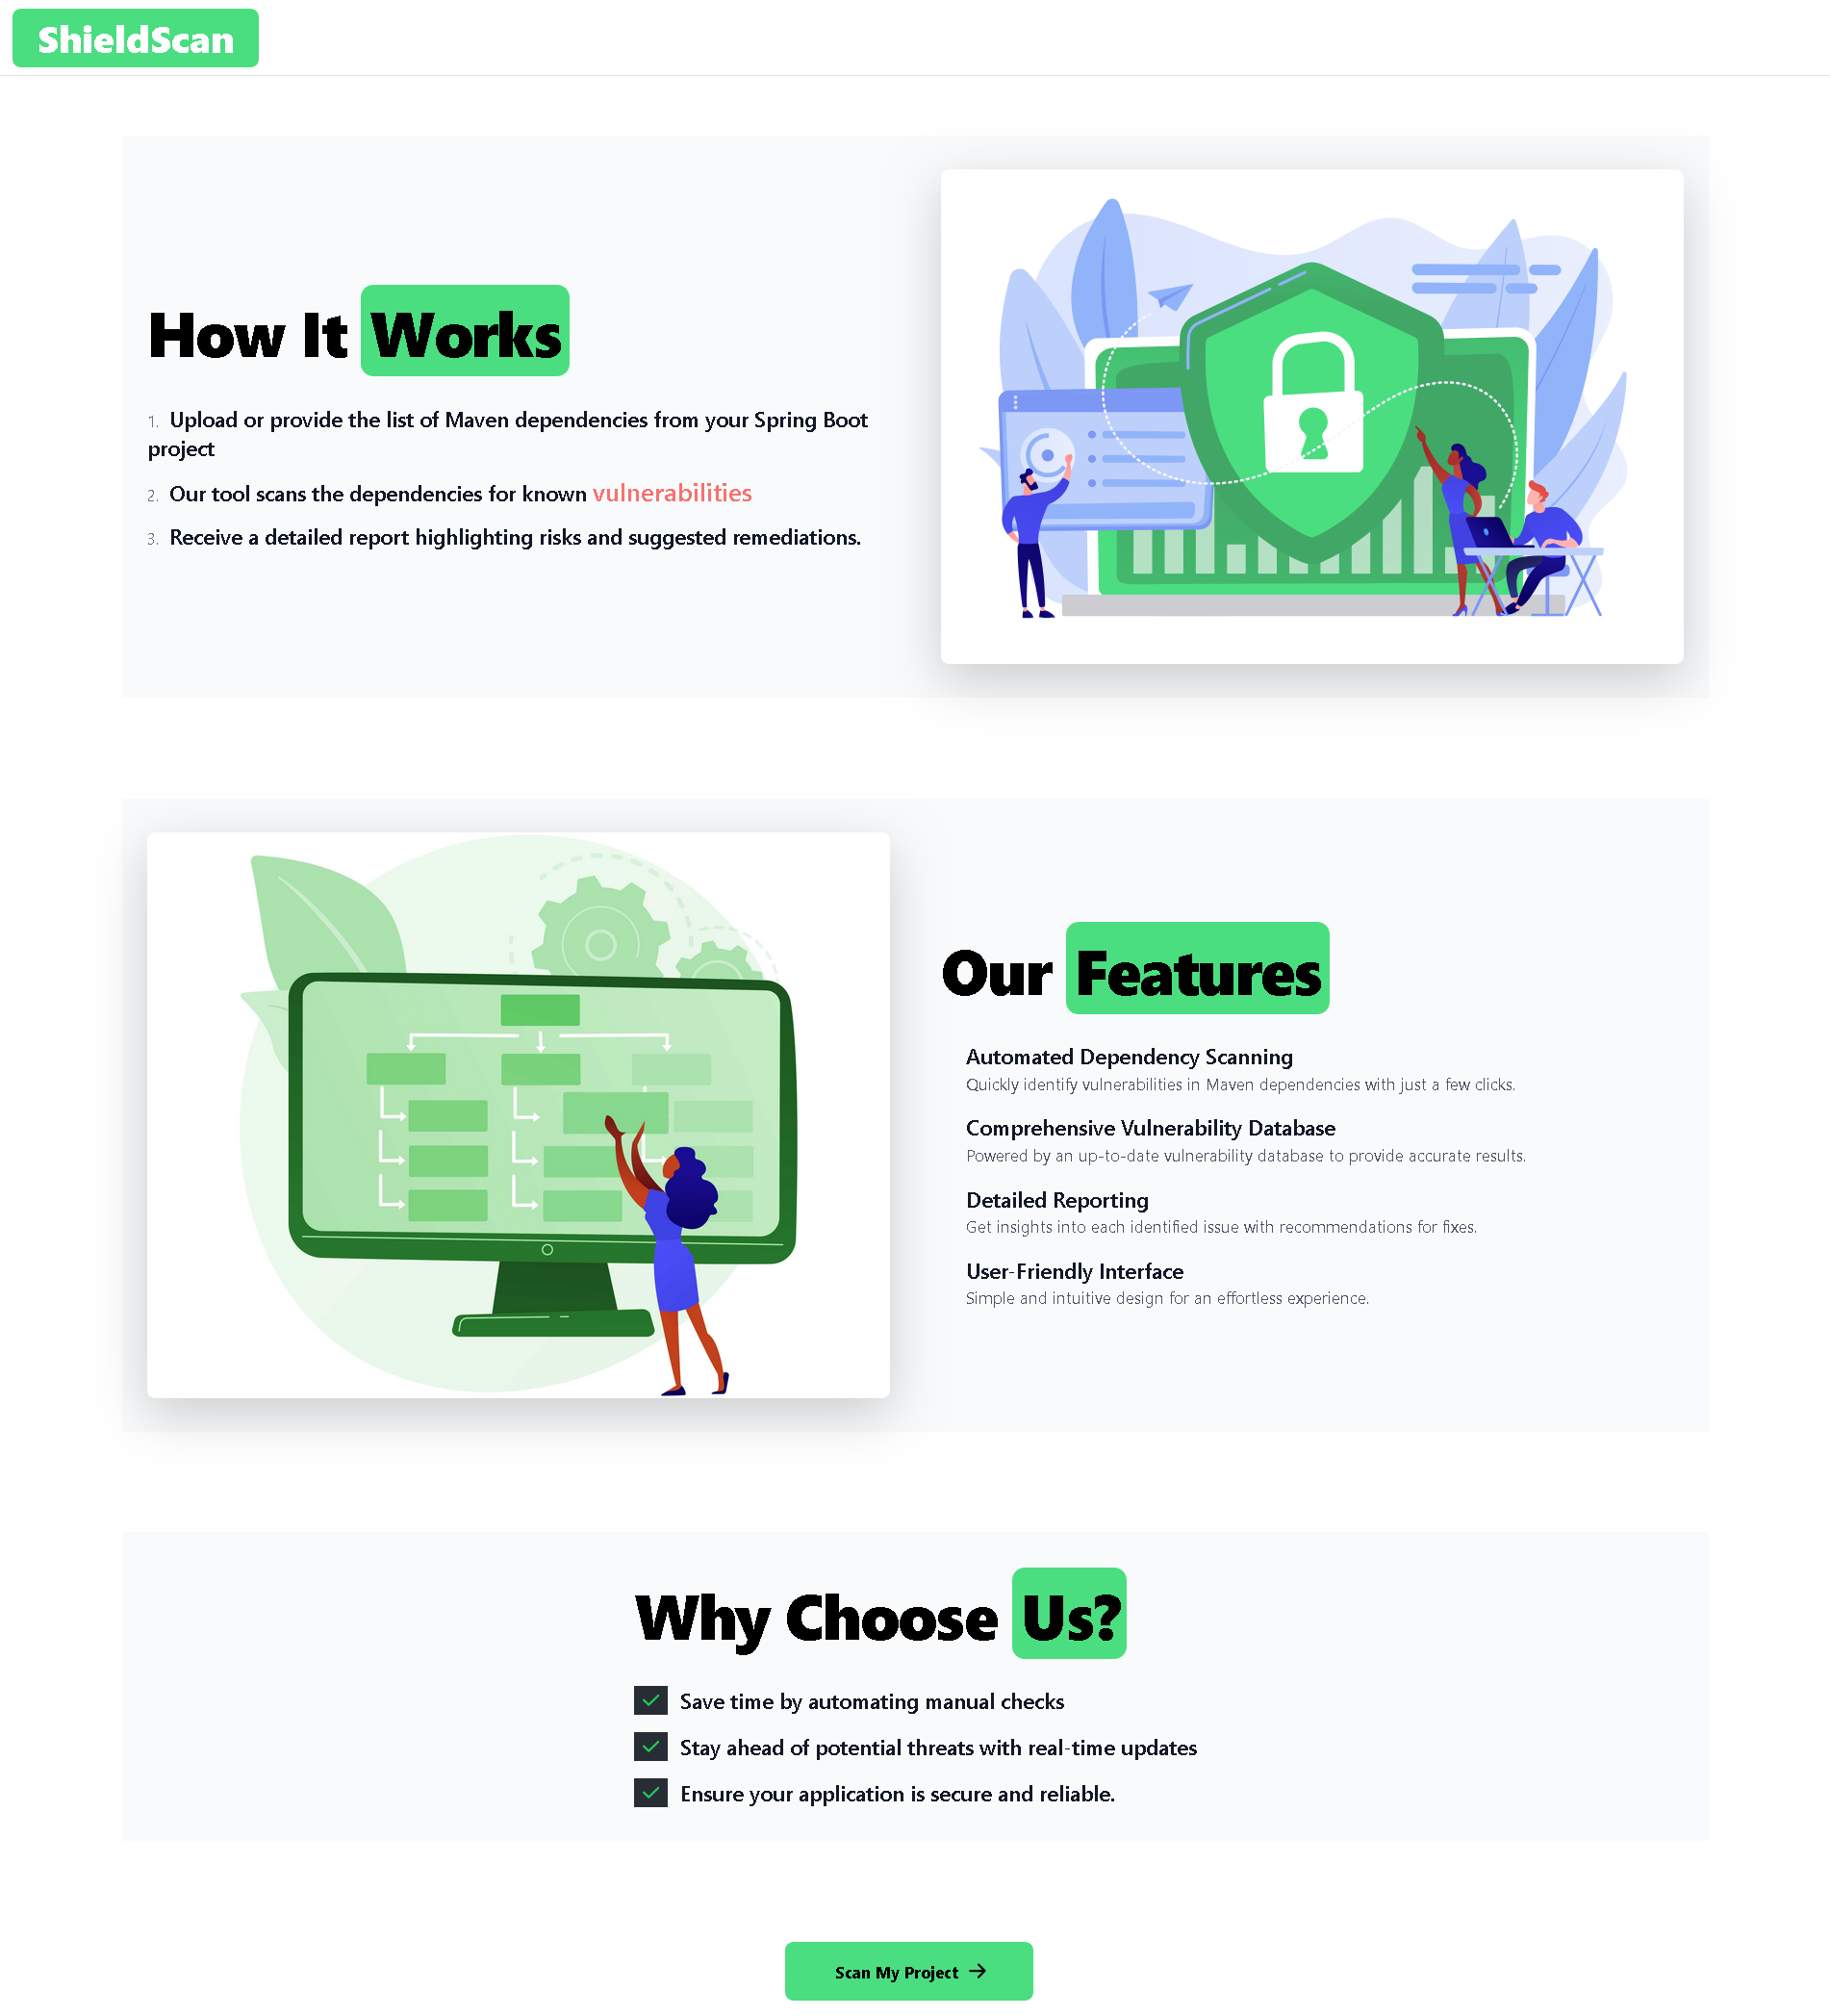 ShieldScan
How It Works
1. Upload or provide the list of Maven dependencies from your Spring Boot
project
2. Our tool scans the dependencies for known vulnerabilities
3. Receive a detailed report highlighting risks and suggested remediations.
Our Features
Automated Dependency Scanning
Quickly identify vulnerabilities in Maven dependencies with just a few clicks.
Comprehensive Vulnerability Database
Powered by an up-to-date vulnerability database to provide accurate results.
Detailed Reporting
Get insights into each identified issue with recommendations for fixes.
User-Friendly Interface
Simple and intuitive design for an effortless experience.
Why Choose Us?
Save time by automating manual checks
Stay ahead of potential threats with real-time updates
Ensure your application is secure and reliable.
Scan My Project